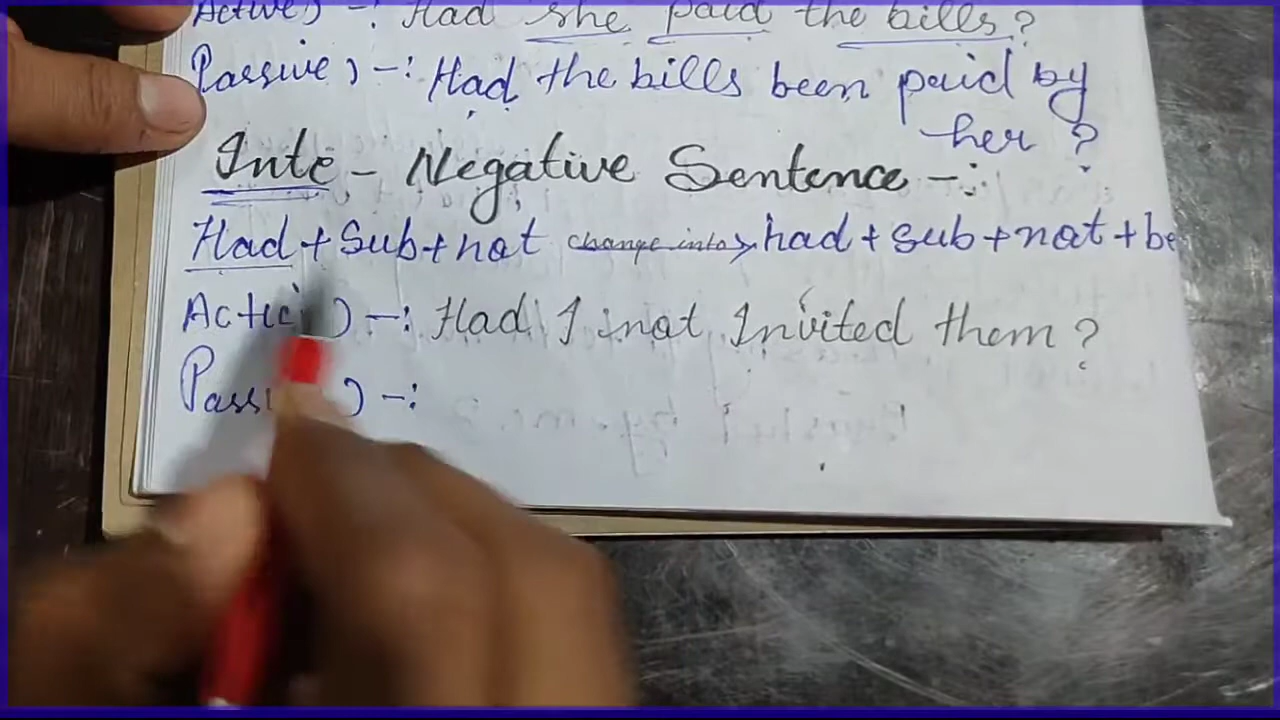 Active) -: Had she paid the bills?
Passive) -: Had the bills been paid by
her ?
Inte - Negative Sentence -:
Had + Sub + not change into > had + sub + not + be
Active) -: Had I not Invited them ?
Passive) -: